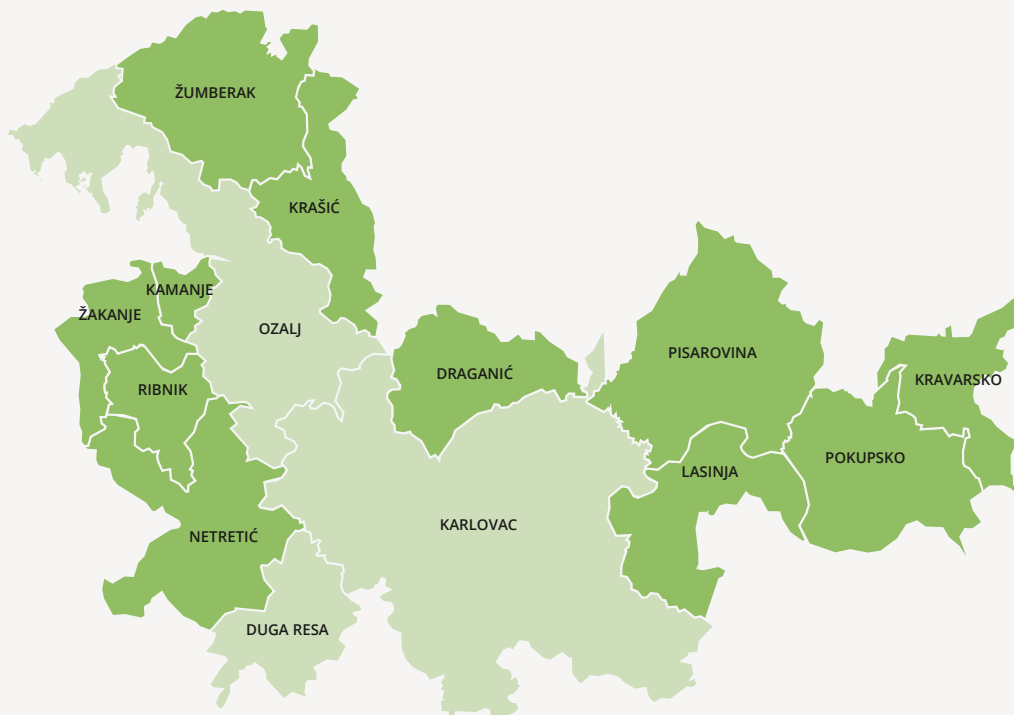 ŽUMBERAK
KRAŠIĆ
KAMANJE
ŽAKANJE
OZALJ
RIBNIK
DRAGANIĆ
PISAROVINA
KRAVARSKO
LASINJA
POKUPSKO
NETRETIĆ
KARLOVAC
DUGA RESA